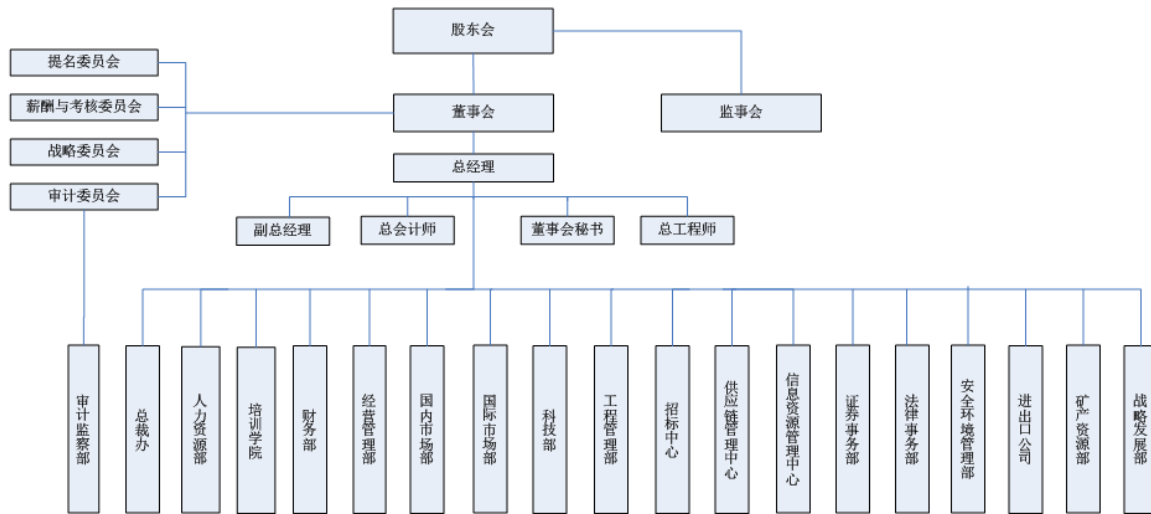 股东会
提名委员会
薪酬与考核委员会
董事会
监事会
战略委员会
总经理
审计委员会
副总经理
总会计师
董事会秘书
总工程师
审计监察部
总裁办
人力资源部
培训学院
财务部
经营管理部
国内市场部
国际市场部
科技部
工程管理部
招标中心
供应链管理中心
信息资源管理中心
证券事务部
法律事务部
安全环境管理部
进出口公司
矿产资源部
战略发展部